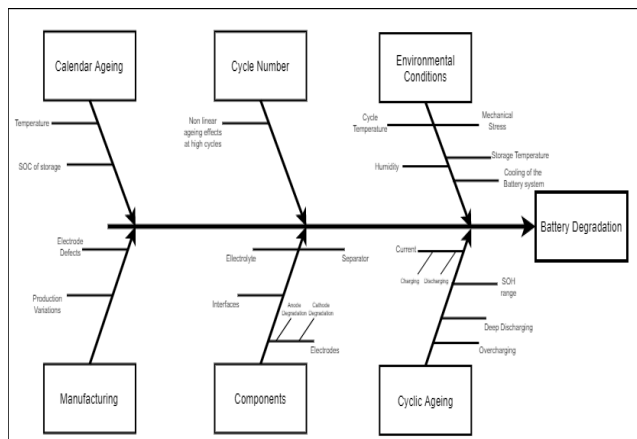 Calendar Ageing
Cycle Number
Environmental
Conditions
Temperature
SOC of storage
Non linear
ageing effects
at high cycles
Cycle
Temperature
Mechanical
Stress
Humidity
Storage Temperature
Cooling of the
Battery system
Battery Degradation
Electrode
Defects
Production
Variations
Ellectrolyte
Separator
Interfaces
Anode
Degradation
Cathode
Degradation
Electrodes
Current
Charging
Discharging
SOH
range
Deep Discharging
Overcharging
Manufacturing
Components
Cyclic Ageing